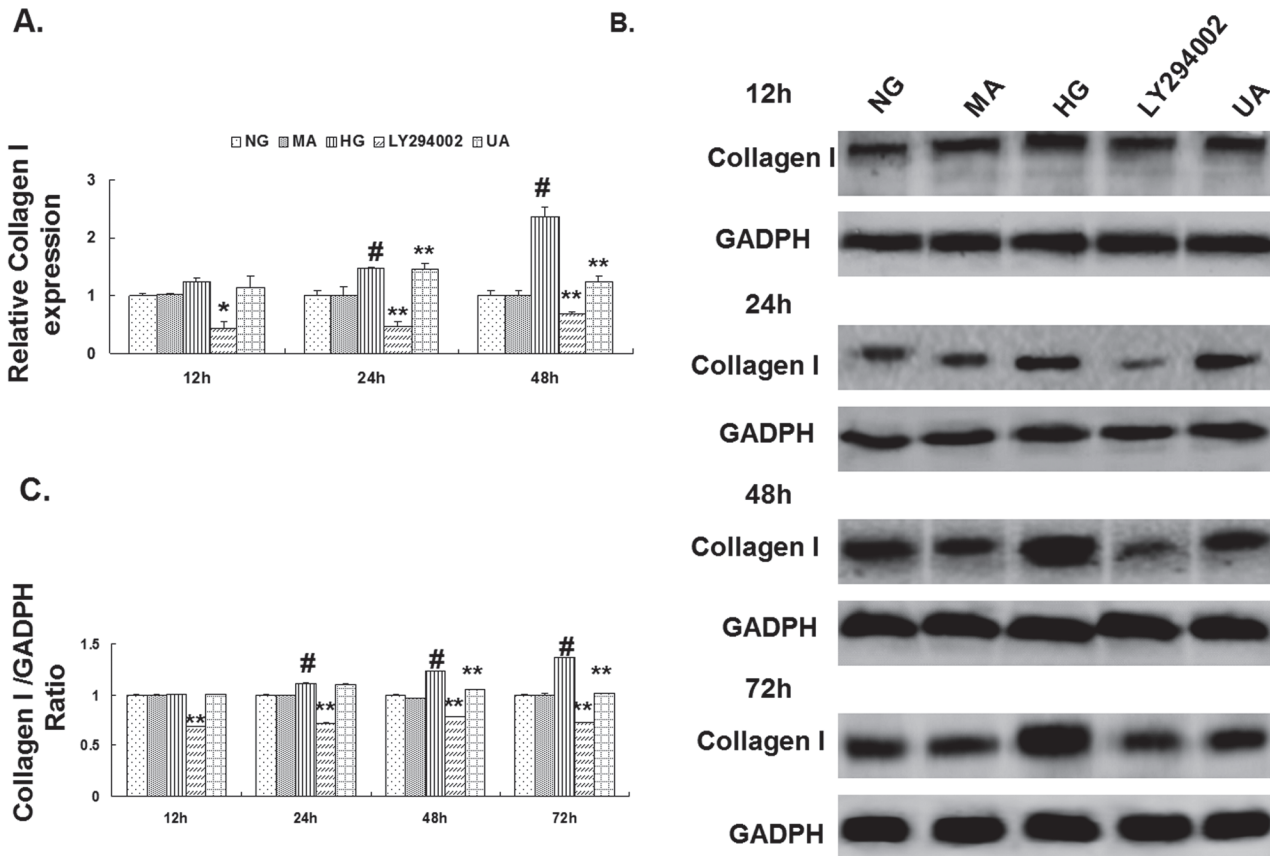 A.
NG MA HG LY294002 UA
Relative Collagen I
expression
3
2
1
0
#
#
*
**
**
**
**
12h 24h 48h
B.
12h
NG MA HG LY294002 UA
Collagen I
GADPH
24h
Collagen I
GADPH
48h
Collagen I
GADPH
72h
Collagen I
GADPH
C.
Collagen I /GADPH
Ratio
1.5
1
0.5
0
#
#
#
**
**
**
**
**
**
12h 24h 48h 72h